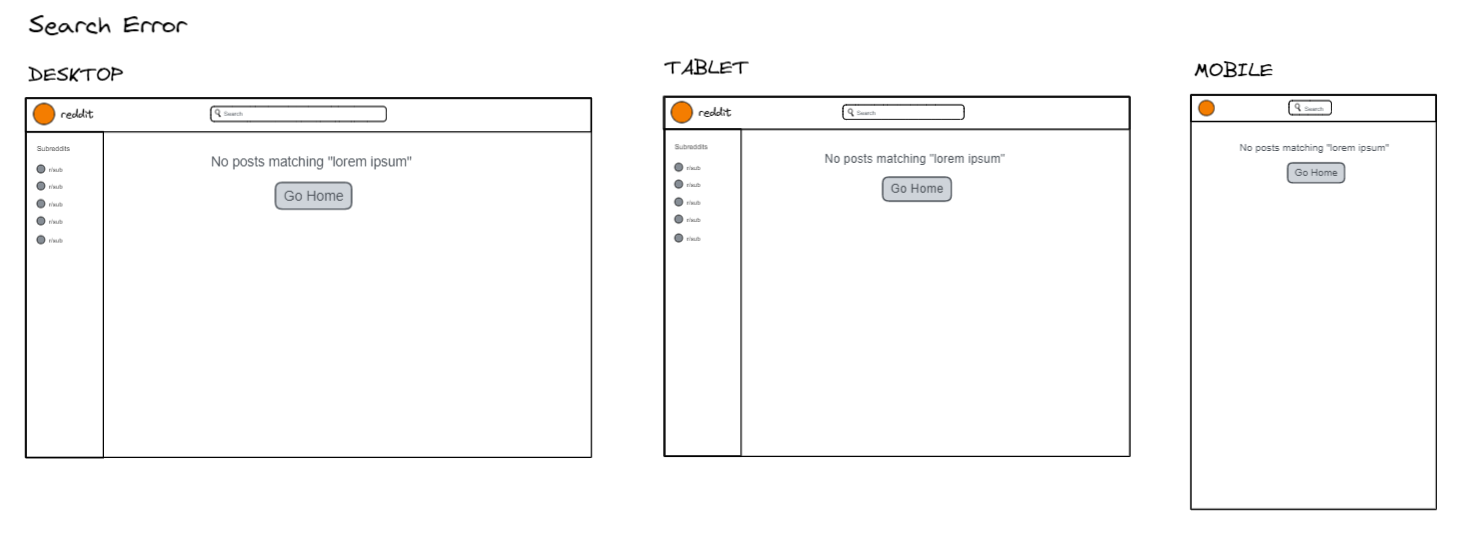 Search Error
DESKTOP
reddit
Search
Subreddits
r/sub
r/sub
r/sub
r/sub
r/sub
No posts matching "lorem ipsum"
Go Home
TABLET
reddit
Search
Subreddits
r/sub
r/sub
r/sub
r/sub
r/sub
No posts matching "lorem ipsum"
Go Home
MOBILE
Search
No posts matching "lorem ipsum"
Go Home